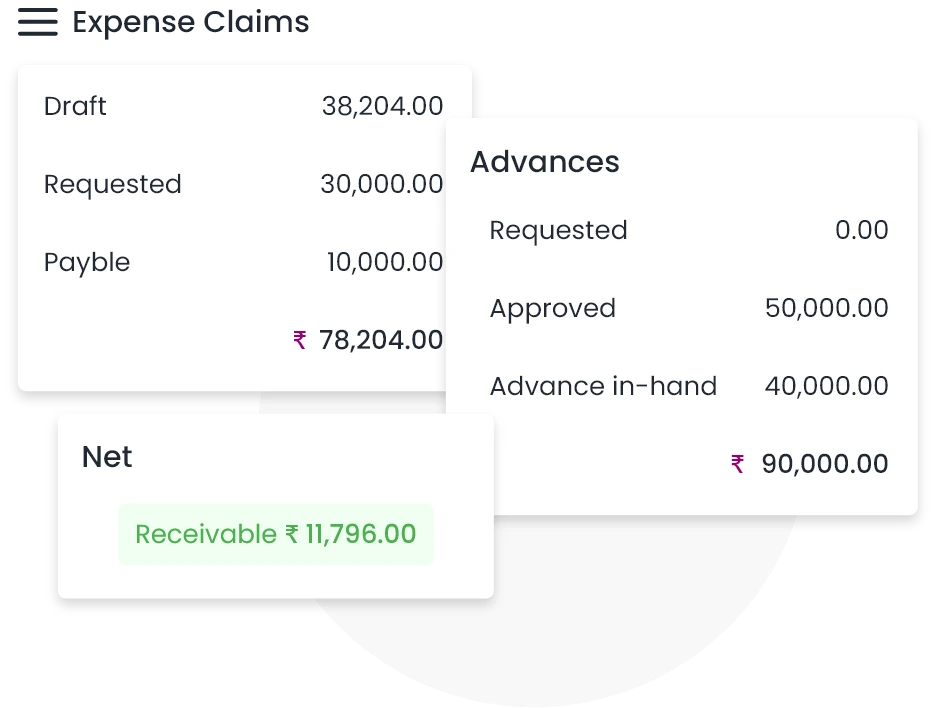 Expense Claims
Draft 38,204.00
Requested 30,000.00
Payble 10,000.00
₹ 78,204.00
Advances
Requested 0.00
Approved 50,000.00
Advance in-hand 40,000.00
₹ 90,000.00
Net
Receivable ₹ 11,796.00